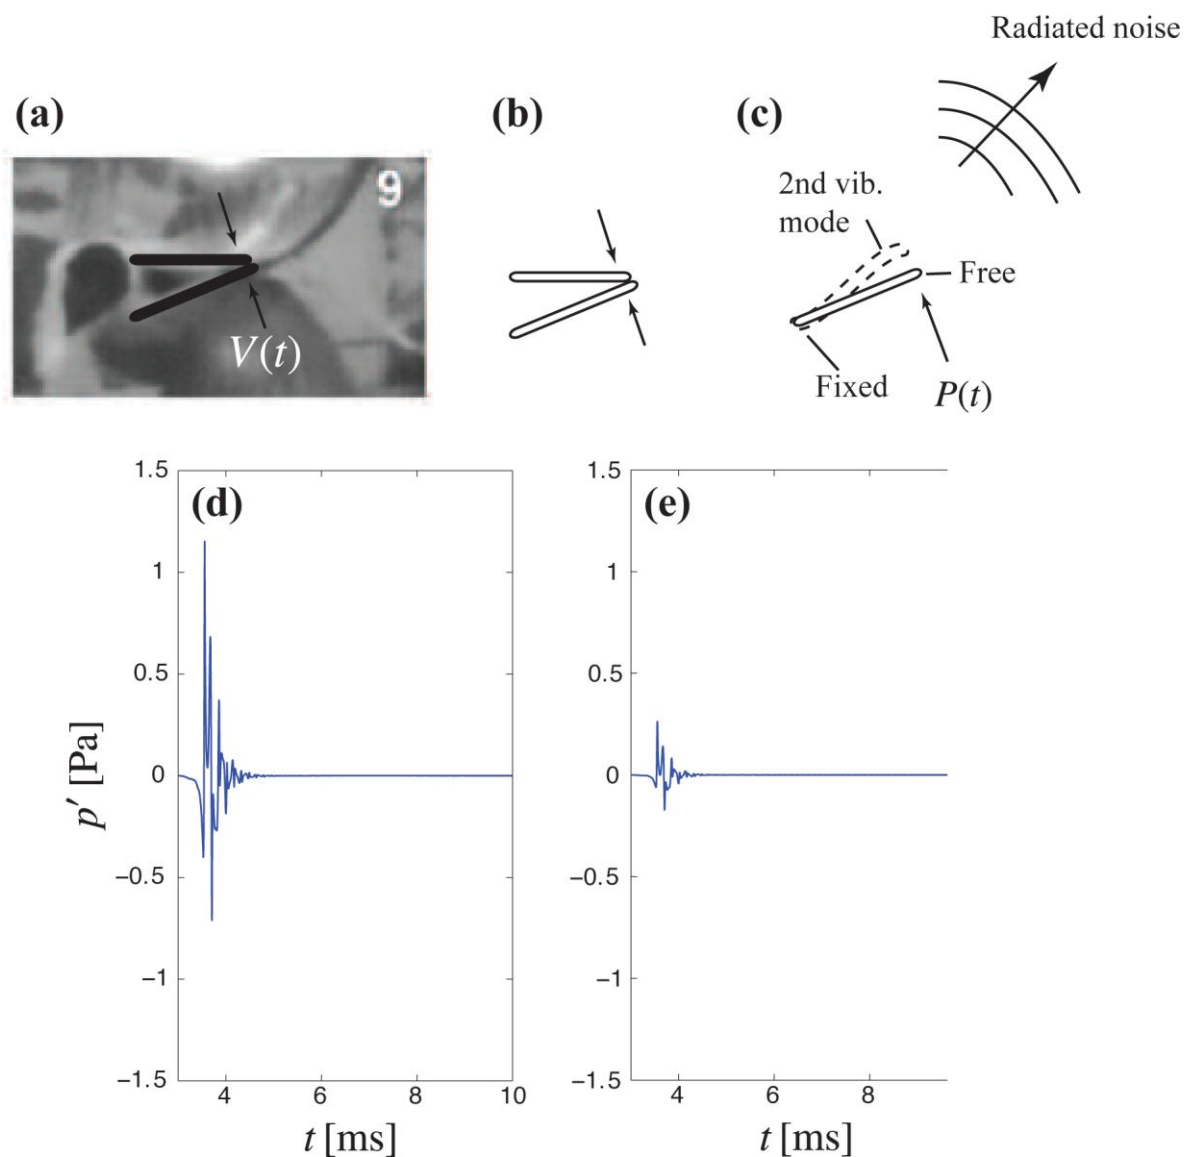 Radiated noise
(a)
(b)
(c)
9
2nd vib.
mode
Free
V(t)
Fixed
P(t)
(d)
(e)
1.5
1
0.5
0
−0.5
−1
−1.5
4
6
8
10
p′ [Pa]
t [ms]
1.5
1
0.5
0
−0.5
−1
−1.5
4
6
8
t [ms]